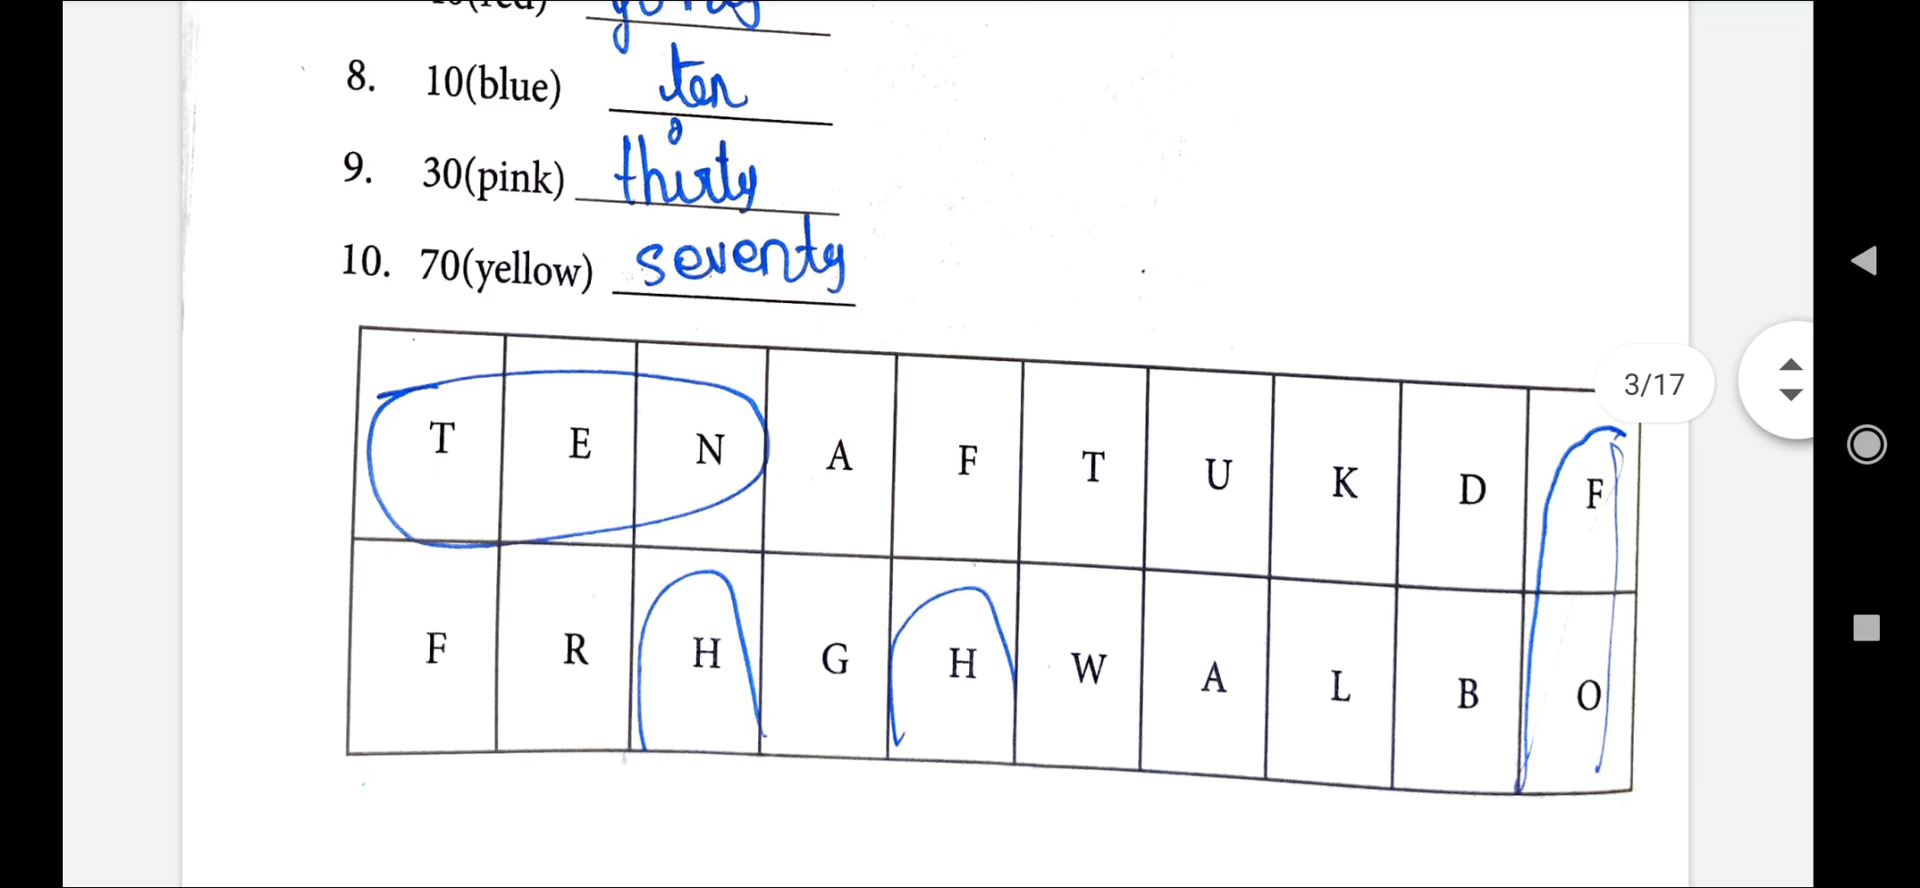 8. 10(blue) ten
9. 30(pink) thirty
10. 70(yellow) seventy
3/17
T E N A F T U K D F
F R H G H W A L B O